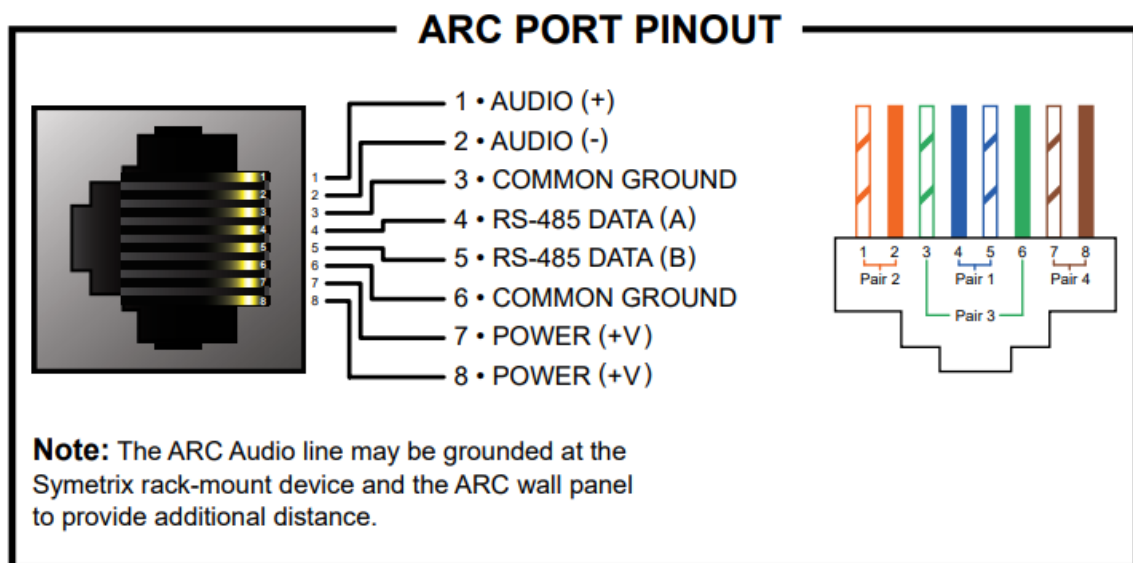 ARC PORT PINOUT
1 • AUDIO (+)
2 • AUDIO (-)
3 • COMMON GROUND
4 • RS-485 DATA (A)
5 • RS-485 DATA (B)
6 • COMMON GROUND
7 • POWER (+V)
8 • POWER (+V)
1
2
3
4
5
6
7
8
1
2
3
4
5
6
7
8
1 2 3 4 5 6 7 8
Pair 2 Pair 1 Pair 4
Pair 3
Note: The ARC Audio line may be grounded at the
Symetrix rack-mount device and the ARC wall panel
to provide additional distance.